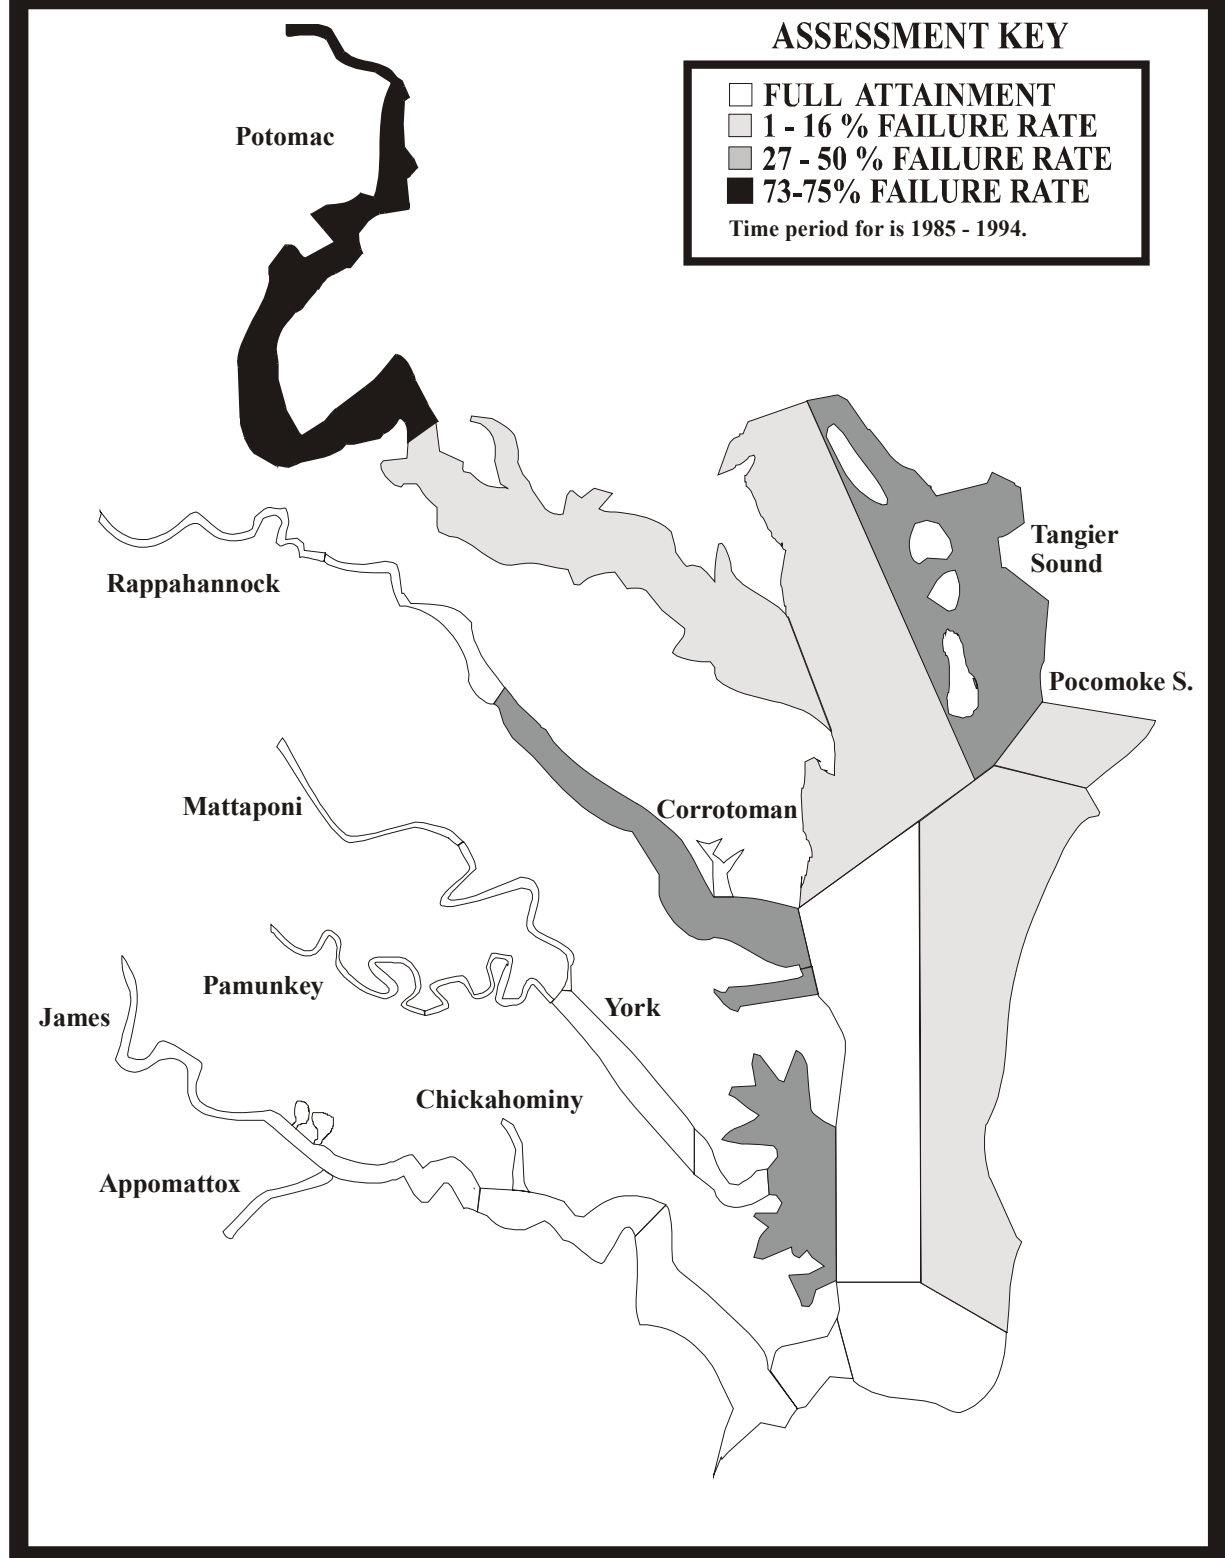 ASSESSMENT KEY
FULL ATTAINMENT
1 - 16 % FAILURE RATE
27 - 50 % FAILURE RATE
73-75% FAILURE RATE
Time period for is 1985 - 1994.
Potomac
Tangier
Sound
Rappahannock
Pocomoke S.
Mattaponi
Corrotoman
Pamunkey
York
James
Chickahominy
Appomattox